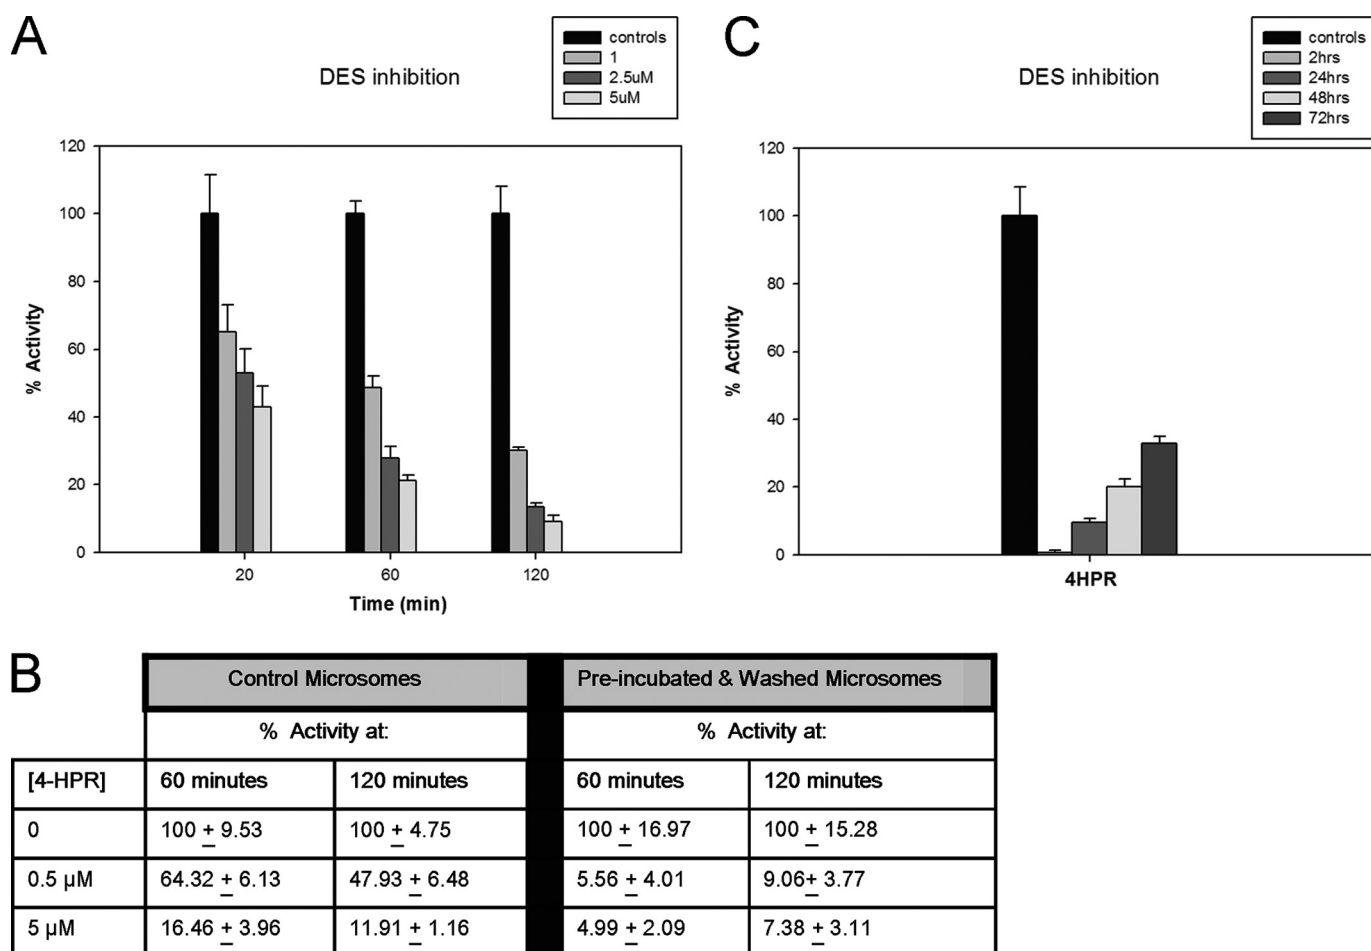 A
controls
1
2.5uM
5uM
DES inhibition
120
100
80
60
40
20
0
% Activity
20
60
120
Time (min)
C
controls
2hrs
24hrs
48hrs
72hrs
DES inhibition
120
100
80
60
40
20
0
% Activity
4HPR
B
Control Microsomes
Pre-incubated & Washed Microsomes
% Activity at:
% Activity at:
[4-HPR] 60 minutes 120 minutes 60 minutes 120 minutes
0 100 ± 9.53 100 ± 4.75 100 ± 16.97 100 ± 15.28
0.5 µM 64.32 ± 6.13 47.93 ± 6.48 5.56 ± 4.01 9.06± 3.77
5 µM 16.46 ± 3.96 11.91 ± 1.16 4.99 ± 2.09 7.38 ± 3.11